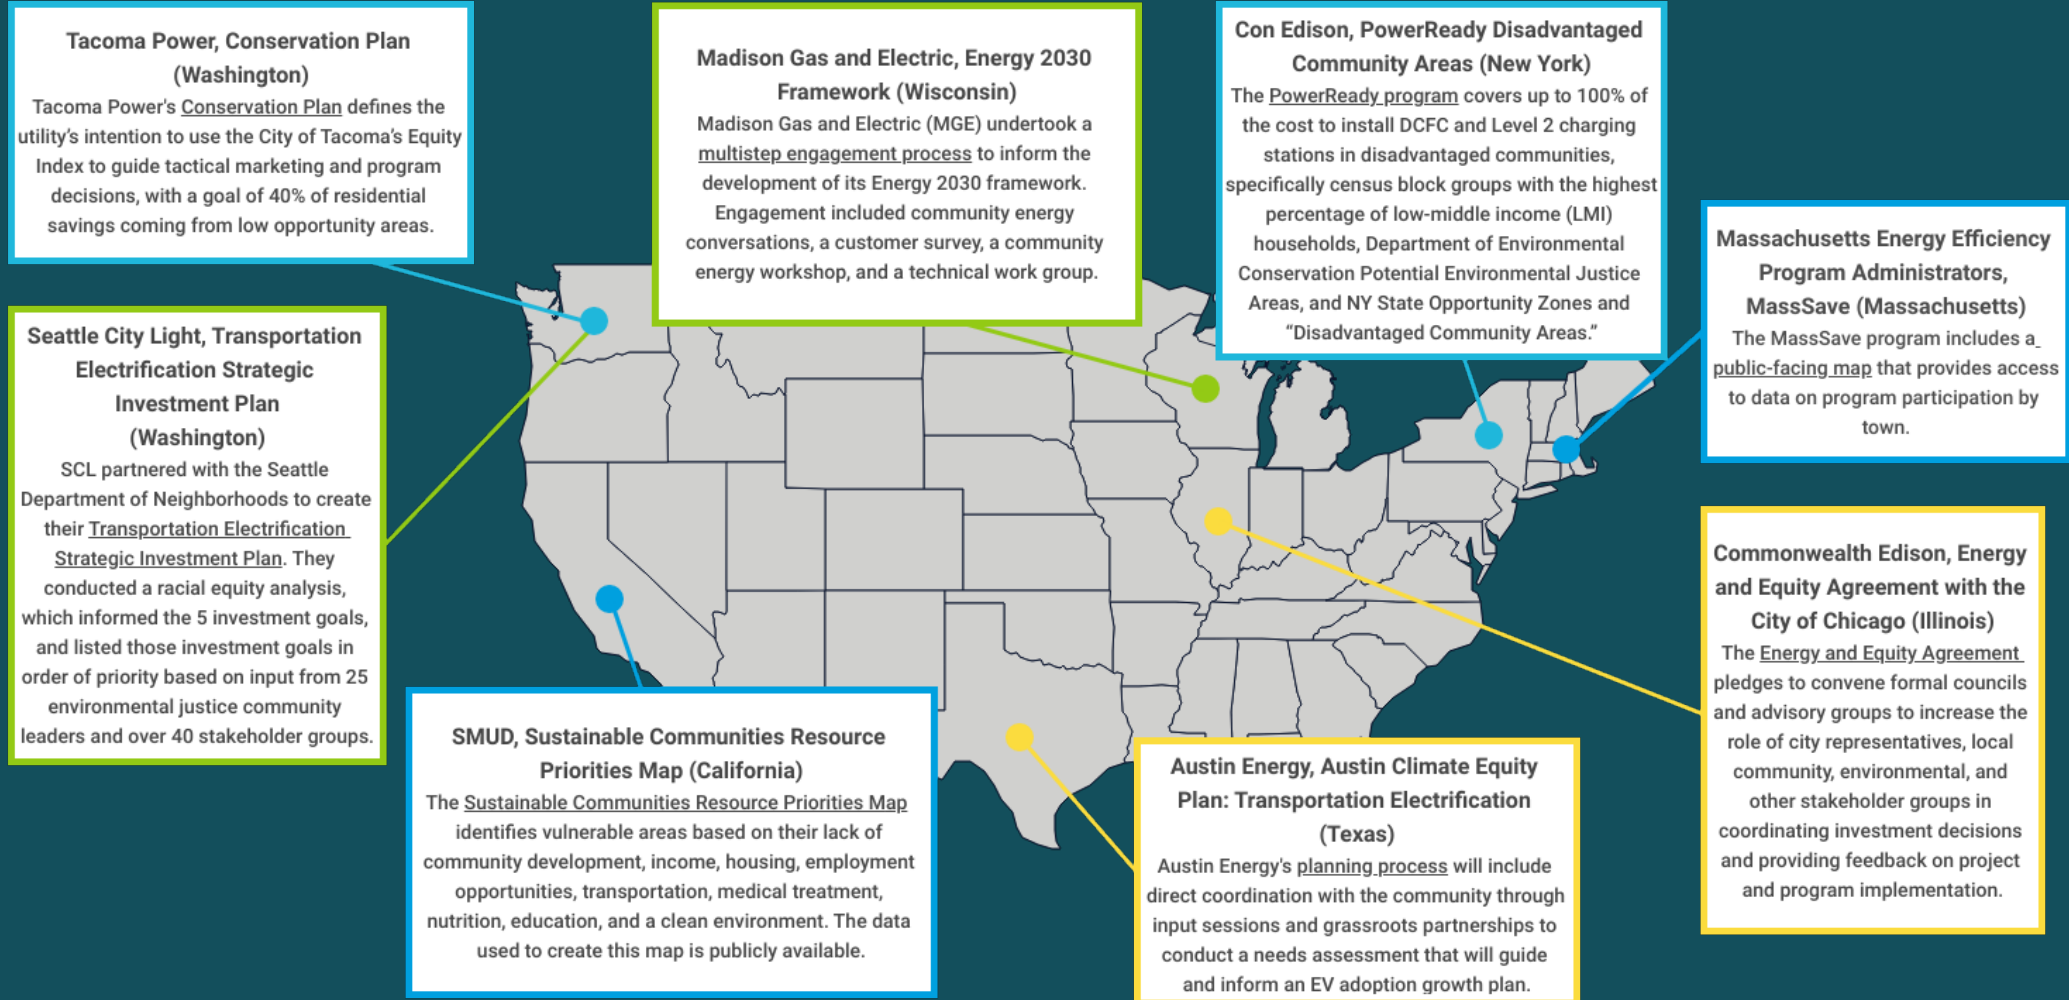 Tacoma Power, Conservation Plan
(Washington)
Tacoma Power's Conservation Plan defines the
utility’s intention to use the City of Tacoma’s Equity
Index to guide tactical marketing and program
decisions, with a goal of 40% of residential
savings coming from low opportunity areas.
Madison Gas and Electric, Energy 2030
Framework (Wisconsin)
Madison Gas and Electric (MGE) undertook a
multistep engagement process to inform the
development of its Energy 2030 framework.
Engagement included community energy
conversations, a customer survey, a community
energy workshop, and a technical work group.
Con Edison, PowerReady Disadvantaged
Community Areas (New York)
The PowerReady program covers up to 100% of
the cost to install DCFC and Level 2 charging
stations in disadvantaged communities,
specifically census block groups with the highest
percentage of low-middle income (LMI)
households, Department of Environmental
Conservation Potential Environmental Justice
Areas, and NY State Opportunity Zones and
“Disadvantaged Community Areas.”
Massachusetts Energy Efficiency
Program Administrators,
MassSave (Massachusetts)
The MassSave program includes a
public-facing map that provides access
to data on program participation by
town.
Seattle City Light, Transportation
Electrification Strategic
Investment Plan
(Washington)
SCL partnered with the Seattle
Department of Neighborhoods to create
their Transportation Electrification
Strategic Investment Plan. They
conducted a racial equity analysis,
which informed the 5 investment goals,
and listed those investment goals in
order of priority based on input from 25
environmental justice community
leaders and over 40 stakeholder groups.
SMUD, Sustainable Communities Resource
Priorities Map (California)
The Sustainable Communities Resource Priorities Map
identifies vulnerable areas based on their lack of
community development, income, housing, employment
opportunities, transportation, medical treatment,
nutrition, education, and a clean environment. The data
used to create this map is publicly available.
Austin Energy, Austin Climate Equity
Plan: Transportation Electrification
(Texas)
Austin Energy's planning process will include
direct coordination with the community through
input sessions and grassroots partnerships to
conduct a needs assessment that will guide
and inform an EV adoption growth plan.
Commonwealth Edison, Energy
and Equity Agreement with the
City of Chicago (Illinois)
The Energy and Equity Agreement
pledges to convene formal councils
and advisory groups to increase the
role of city representatives, local
community, environmental, and
other stakeholder groups in
coordinating investment decisions
and providing feedback on project
and program implementation.